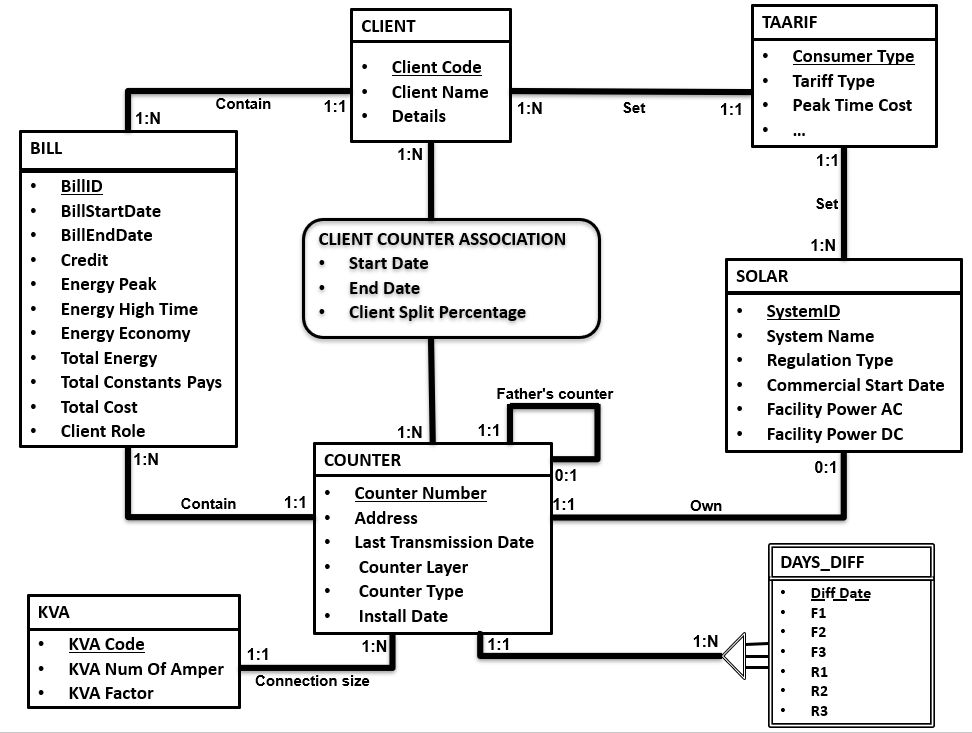 CLIENT
• Client Code
• Client Name
• Details
TAARIF
• Consumer Type
• Tariff Type
• Peak Time Cost
• ...
Contain
1:1
1:N
1:N
Set
1:1
BILL
• BillID
• BillStartDate
• BillEndDate
• Credit
• Energy Peak
• Energy High Time
• Energy Economy
• Total Energy
• Total Constants Pays
• Total Cost
• Client Role
1:N
CLIENT COUNTER ASSOCIATION
• Start Date
• End Date
• Client Split Percentage
1:N
1:1
Set
1:N
SOLAR
• SystemID
• System Name
• Regulation Type
• Commercial Start Date
• Facility Power AC
• Facility Power DC
Father's counter
1:1
0:1
COUNTER
• Counter Number
• Address
• Last Transmission Date
• Counter Layer
• Counter Type
• Install Date
1:N
Contain
1:1
1:1
Own
0:1
KVA
• KVA Code
• KVA Num Of Amper
• KVA Factor
1:1
Connection size
1:N
1:1
1:N
DAYS_DIFF
• Diff Date
• F1
• F2
• F3
• R1
• R2
• R3